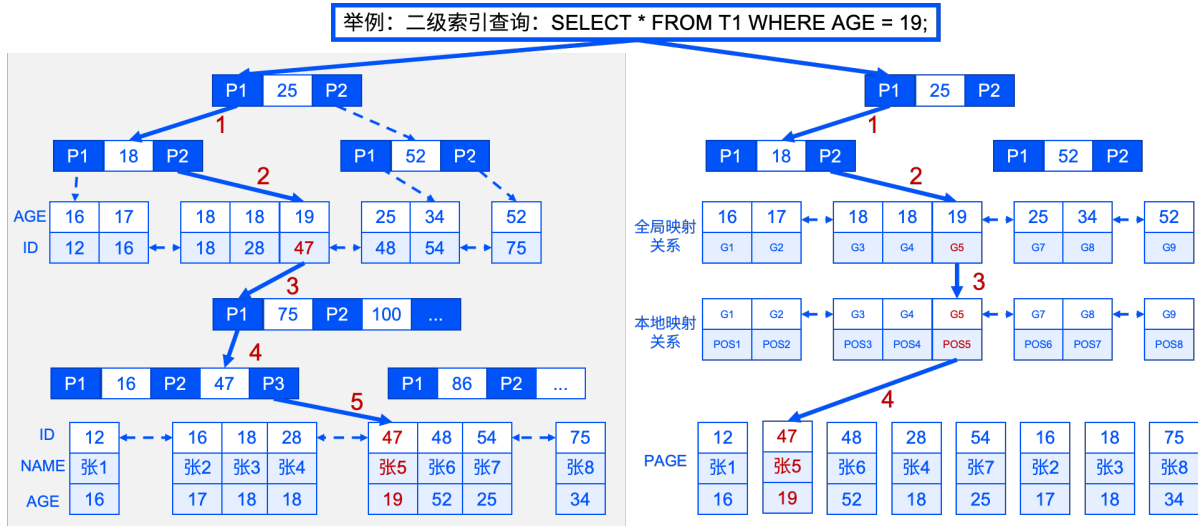 举例：二级索引查询：SELECT * FROM T1 WHERE AGE = 19;
P1 25 P2
1
P1 18 P2
P1 52 P2
2
AGE 16 17 18 18 19 25 34 52
ID 12 16 18 28 47 48 54 75
3
P1 75 P2 100 ...
4
P1 16 P2 47 P3
P1 86 P2 ...
5
ID 12 16 18 28 47 48 54 75
NAME 张1 张2 张3 张4 张5 张6 张7 张8
AGE 16 17 18 18 19 52 25 34
P1 25 P2
1
P1 18 P2
P1 52 P2
2
全局映射
关系
16 17 18 18 19 25 34 52
G1 G2 G3 G4 G5 G7 G8 G9
3
本地映射
关系
G1 G2 G3 G4 G5 G7 G8 G9
POS1 POS2 POS3 POS4 POS5 POS6 POS7 POS8
4
PAGE
12 47 48 28 54 16 18 75
张1 张5 张6 张4 张7 张2 张3 张8
16 19 52 18 25 17 18 34